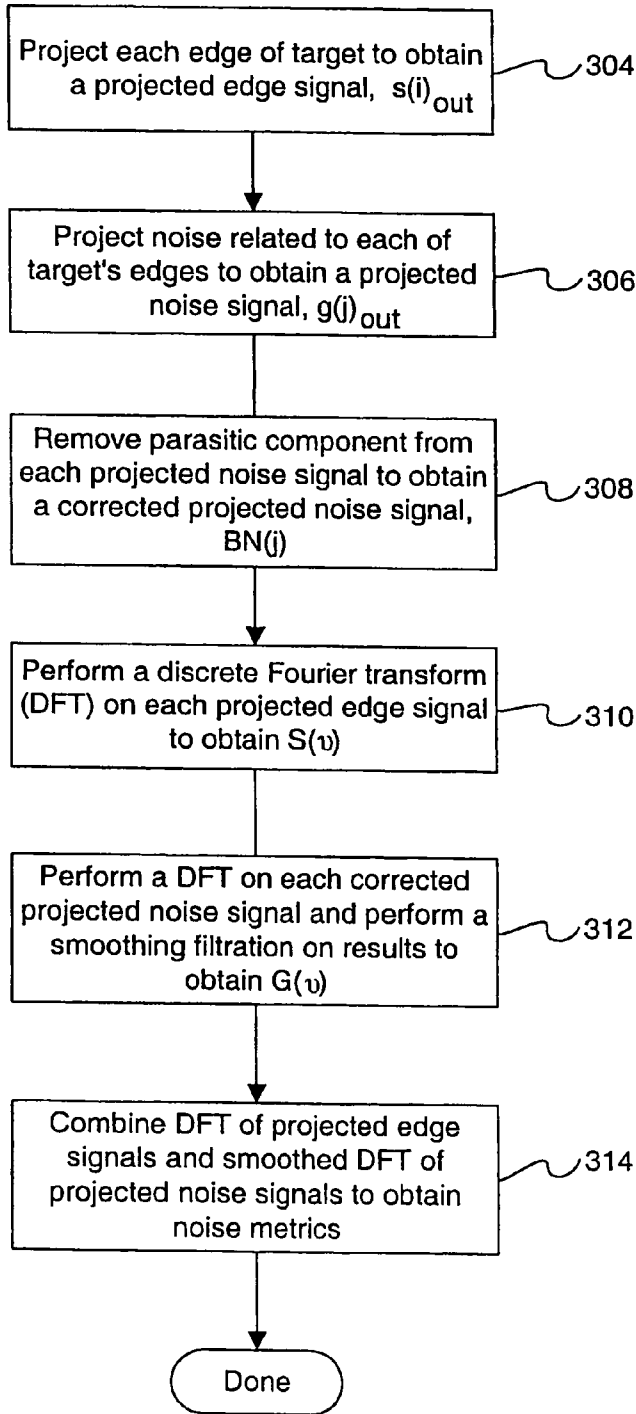 Project each edge of target to obtain
a projected edge signal, s(i)out
304
Project noise related to each of
target's edges to obtain a projected
noise signal, g(j)out
306
Remove parasitic component from
each projected noise signal to obtain
a corrected projected noise signal,
BN(j)
308
Perform a discrete Fourier transform
(DFT) on each projected edge signal
to obtain S(υ)
310
Perform a DFT on each corrected
projected noise signal and perform a
smoothing filtration on results to
obtain G(υ)
312
Combine DFT of projected edge
signals and smoothed DFT of
projected noise signals to obtain
noise metrics
314
Done